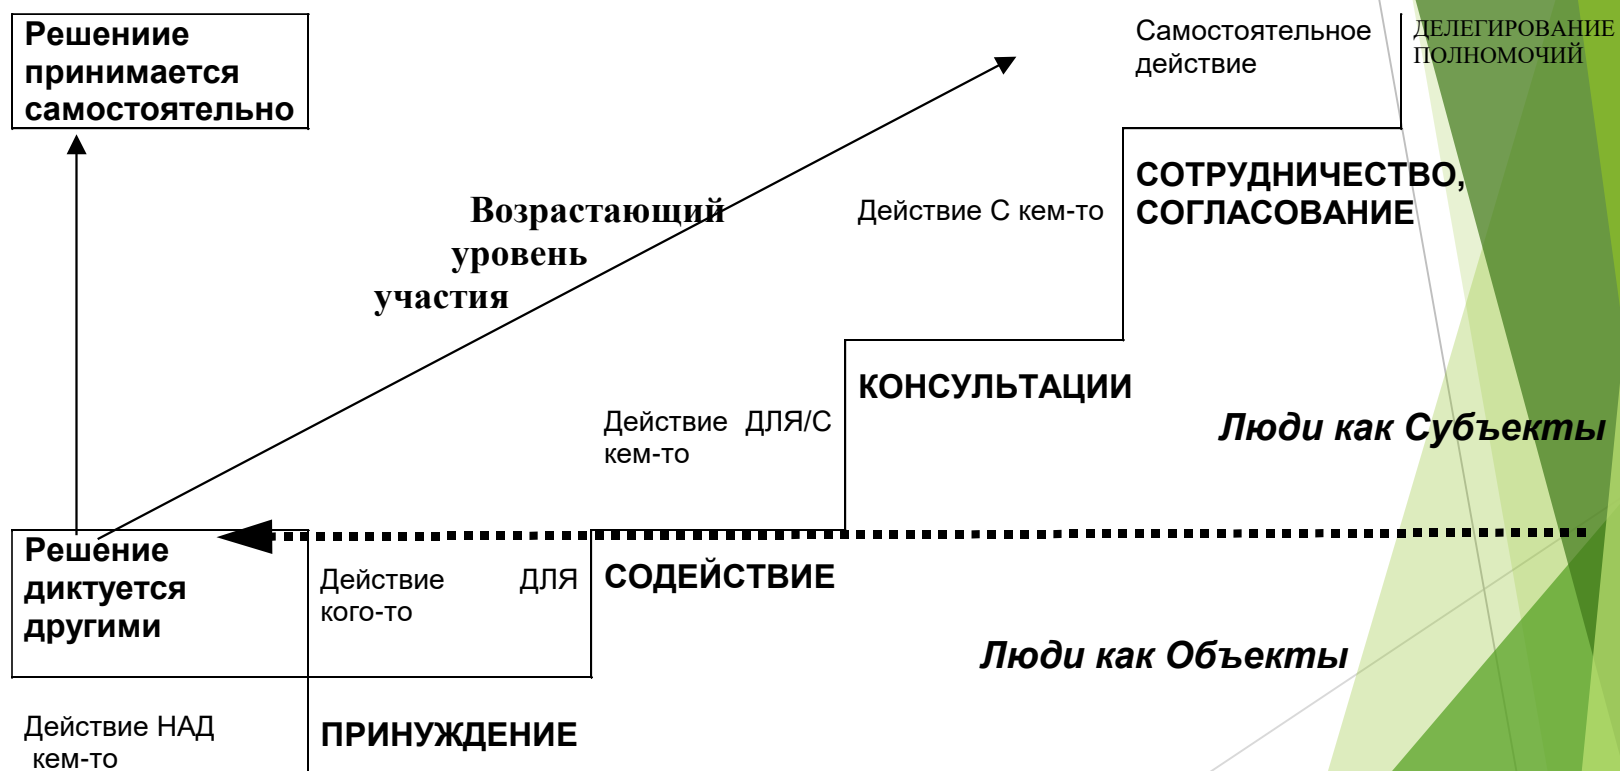 Решениие
принимается
самостоятельно
Самостоятельное
действие
ДЕЛЕГИРОВАНИЕ
ПОЛНОМОЧИЙ
Возрастающий
уровень
участия
Действие С кем-то
СОТРУДНИЧЕСТВО,
СОГЛАСОВАНИЕ
Действие ДЛЯ/С
кем-то
КОНСУЛЬТАЦИИ
Люди как Субъекты
Решение
диктуется
другими
Действие ДЛЯ
кого-то
СОДЕЙСТВИЕ
Люди как Объекты
Действие НАД
кем-то
ПРИНУЖДЕНИЕ